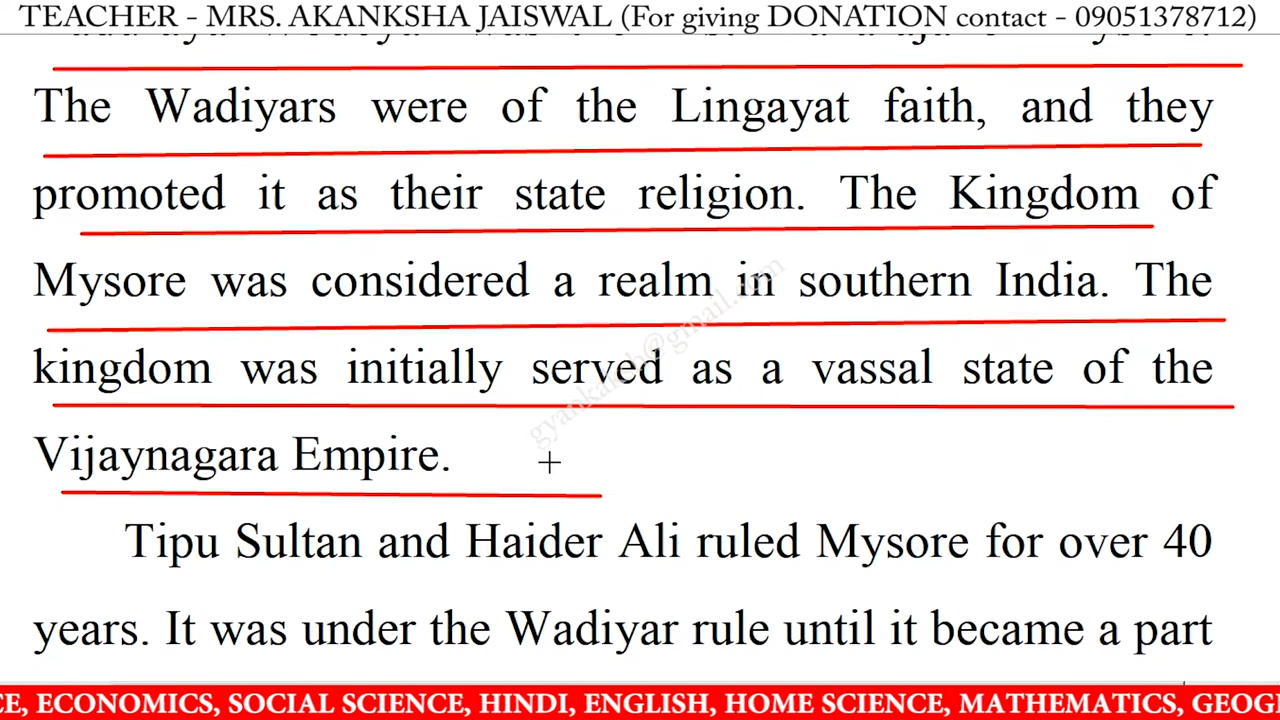 TEACHER - MRS. AKANKSHA JAISWAL (For giving DONATION contact - 09051378712)
The Wadiyars were of the Lingayat faith, and they
promoted it as their state religion. The Kingdom of
Mysore was considered a realm in southern India. The
kingdom was initially served as a vassal state of the
Vijaynagara Empire.
Tipu Sultan and Haider Ali ruled Mysore for over 40
years. It was under the Wadiyar rule until it became a part
CE, ECONOMICS, SOCIAL SCIENCE, HINDI, ENGLISH, HOME SCIENCE, MATHEMATICS, GEOG